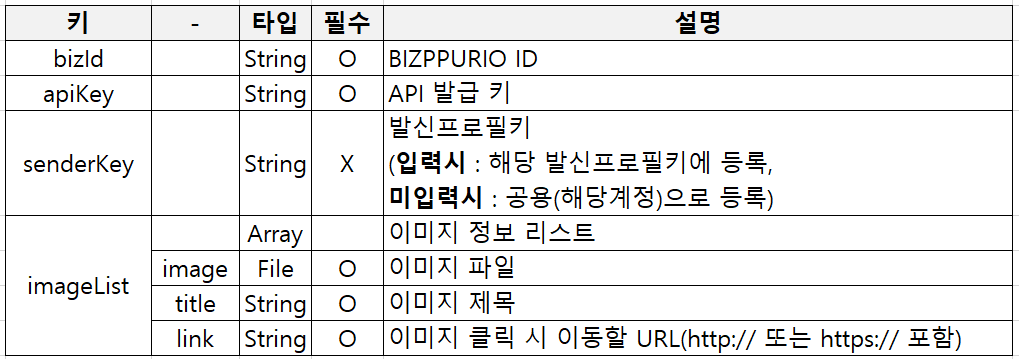 키 - 타입 필수 설명
bizId String O BIZPPURIO ID
apiKey String O API 발급 키
senderKey String X 발신프로필키
(입력시 : 해당 발신프로필키에 등록,
미입력시 : 공용(해당계정)으로 등록)
imageList Array 이미지 정보 리스트
image File O 이미지 파일
title String O 이미지 제목
link String O 이미지 클릭 시 이동할 URL(http:// 또는 https:// 포함)